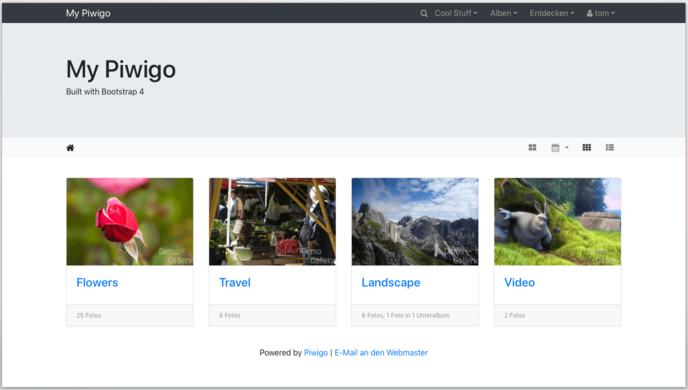 My Piwigo
Cool Stuff Alben Entdecken tom
My Piwigo
Built with Bootstrap 4
Demo
Gallery
Demo
Gallery
Demo
Gallery
Demo
Gallery
Flowers
Travel
Landscape
Video
25 Fotos
6 Fotos
6 Fotos, 1 Foto in 1 Unteralbum
2 Fotos
Powered by Piwigo | E-Mail an den Webmaster